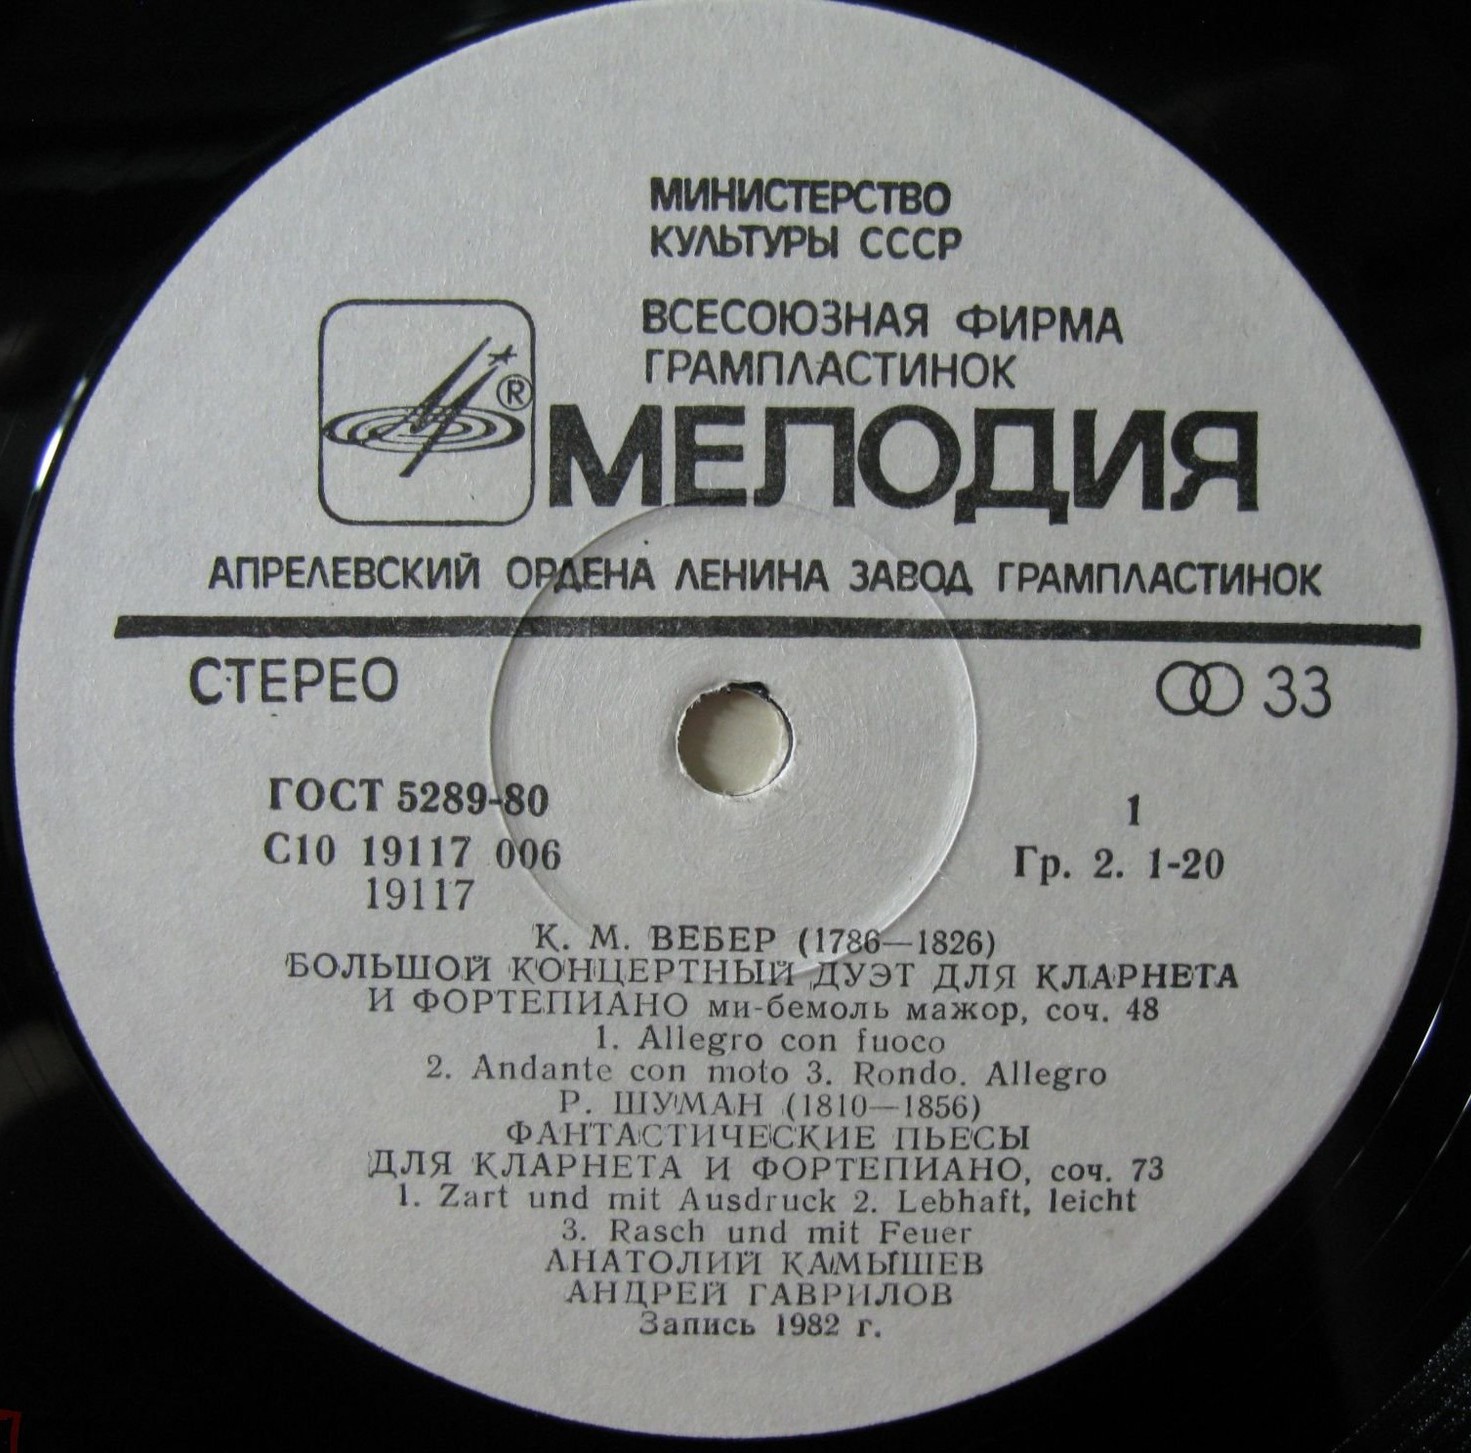 МИНИСТЕРСТВО
КУЛЬТУРЫ СССР
ВСЕСОЮЗНАЯ ФИРМА
ГРАМПЛАСТИНОК
®
МЕЛОДИЯ
АПРЕЛЕВСКИЙ ОРДЕНА ЛЕНИНА ЗАВОД ГРАМПЛАСТИНОК
СТЕРЕО
33
ГОСТ 5289-80
1
С10 19117 006
Гр. 2. 1-20
19117
К. М. ВЕБЕР (1786—1826)
БОЛЬШОЙ КОНЦЕРТНЫЙ ДУЭТ ДЛЯ КЛАРНЕТА
И ФОРТЕПИАНО ми-бемоль мажор, соч. 48
1. Allegro con fuoco
2. Andante con moto 3. Rondo. Allegro
Р. ШУМАН (1810—1856)
ФАНТАСТИЧЕСКИЕ ПЬЕСЫ
ДЛЯ КЛАРНЕТА И ФОРТЕПИАНО, соч. 73
1. Zart und mit Ausdruck 2. Lebhaft, leicht
3. Rasch und mit Feuer
АНАТОЛИЙ КАМЫШЕВ
АНДРЕЙ ГАВРИЛОВ
Запись 1982 г.